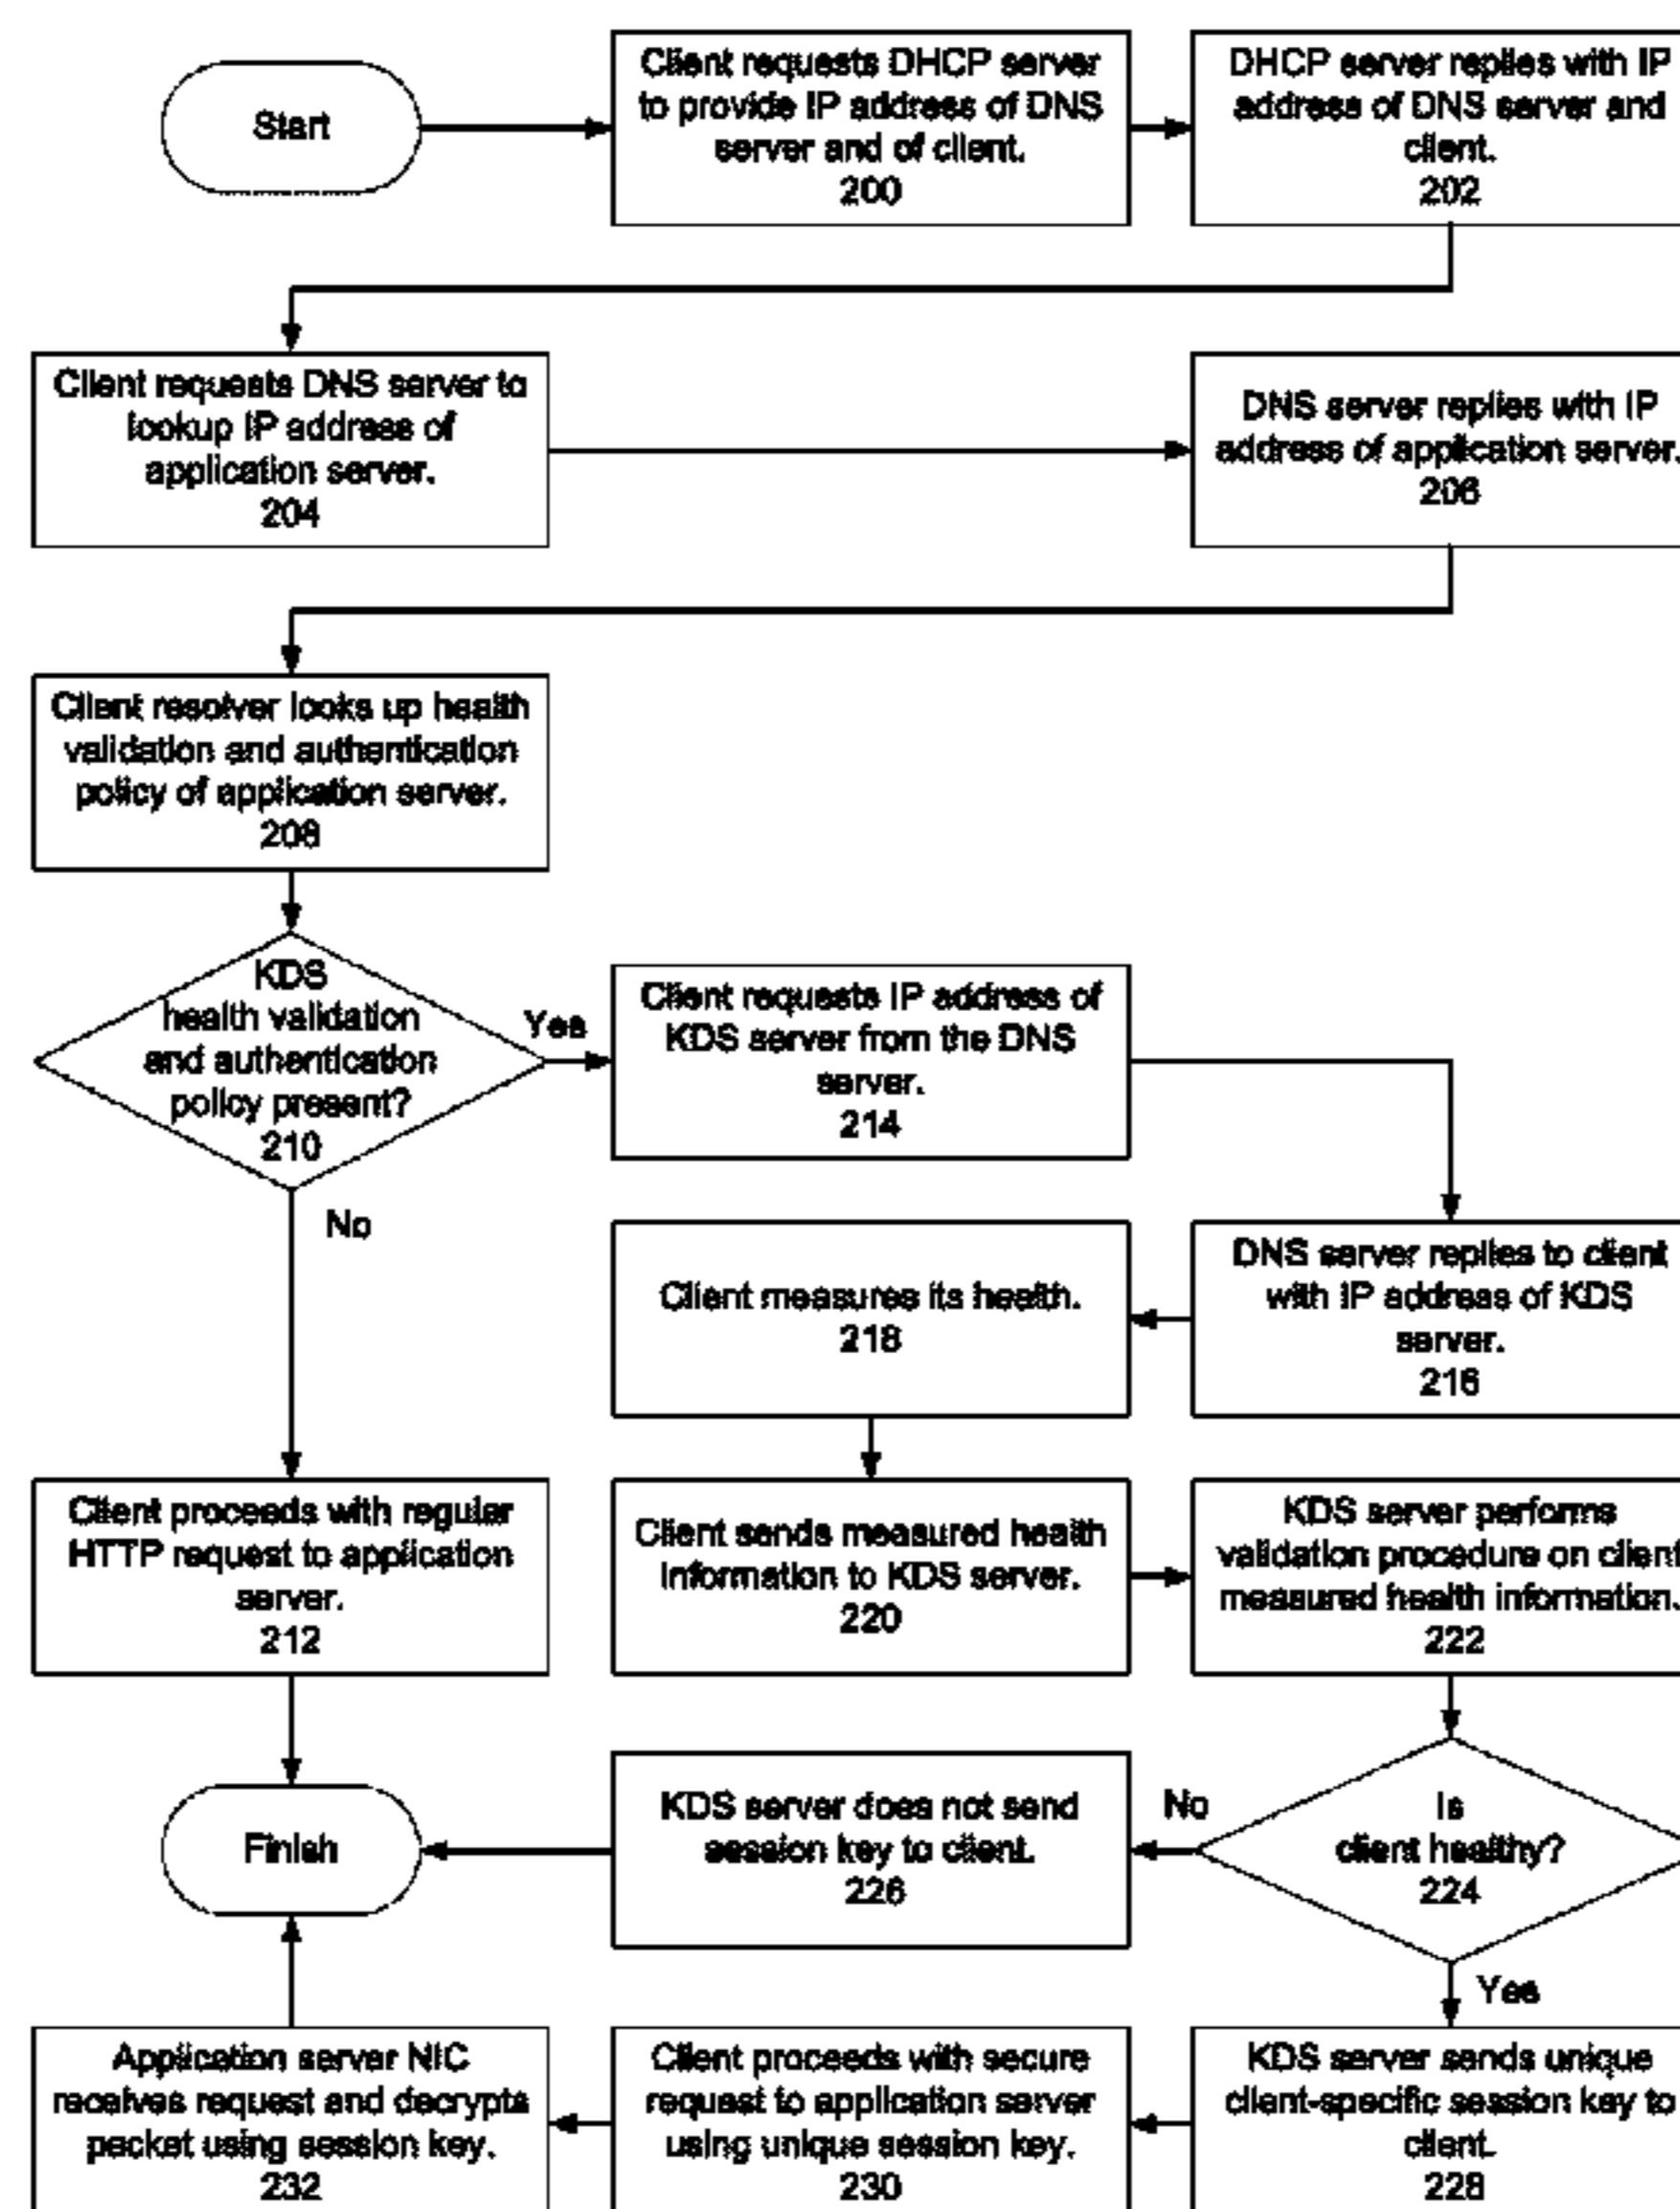 Start
Client requests DHCP server
to provide IP address of DNS
server and of client.
200
DHCP server replies with IP
address of DNS server and
client.
202
Client requests DNS server to
lookup IP address of
application server.
204
DNS server replies with IP
address of application server.
206
Client resolver looks up health
validation and authentication
policy of application server.
208
KDS
health validation
and authentication
policy present?
210
Yes
No
Client requests IP address of
KDS server from the DNS
server.
214
DNS server replies to client
with IP address of KDS
server.
216
Client measures its health.
218
Client proceeds with regular
HTTP request to application
server.
212
Client sends measured health
information to KDS server.
220
KDS server performs
validation procedure on client
measured health information.
222
Is
client healthy?
224
No
Yes
KDS server does not send
session key to client.
226
Finish
KDS server sends unique
client-specific session key to
client.
228
Client proceeds with secure
request to application server
using unique session key.
230
Application server NIC
receives request and decrypts
packet using session key.
232